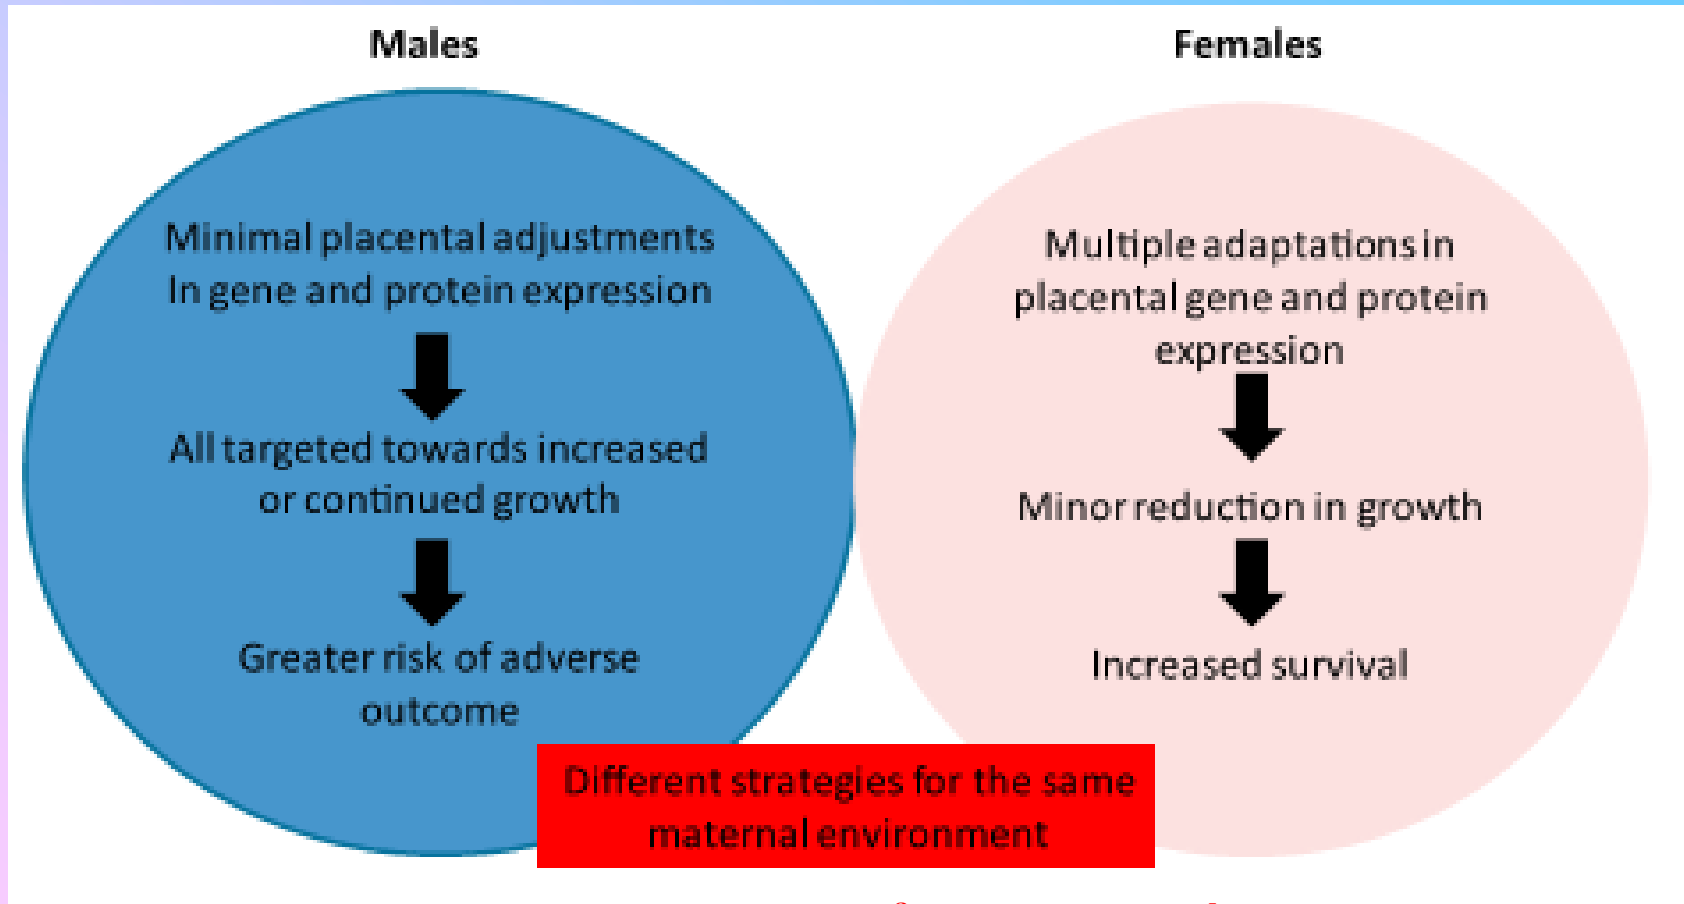 Males
Minimal placental adjustments
In gene and protein expression
All targeted towards increased
or continued growth
Greater risk of adverse
outcome
Females
Multiple adaptations in
placental gene and protein
expression
Minor reduction in growth
Increased survival
Different strategies for the same
maternal environment